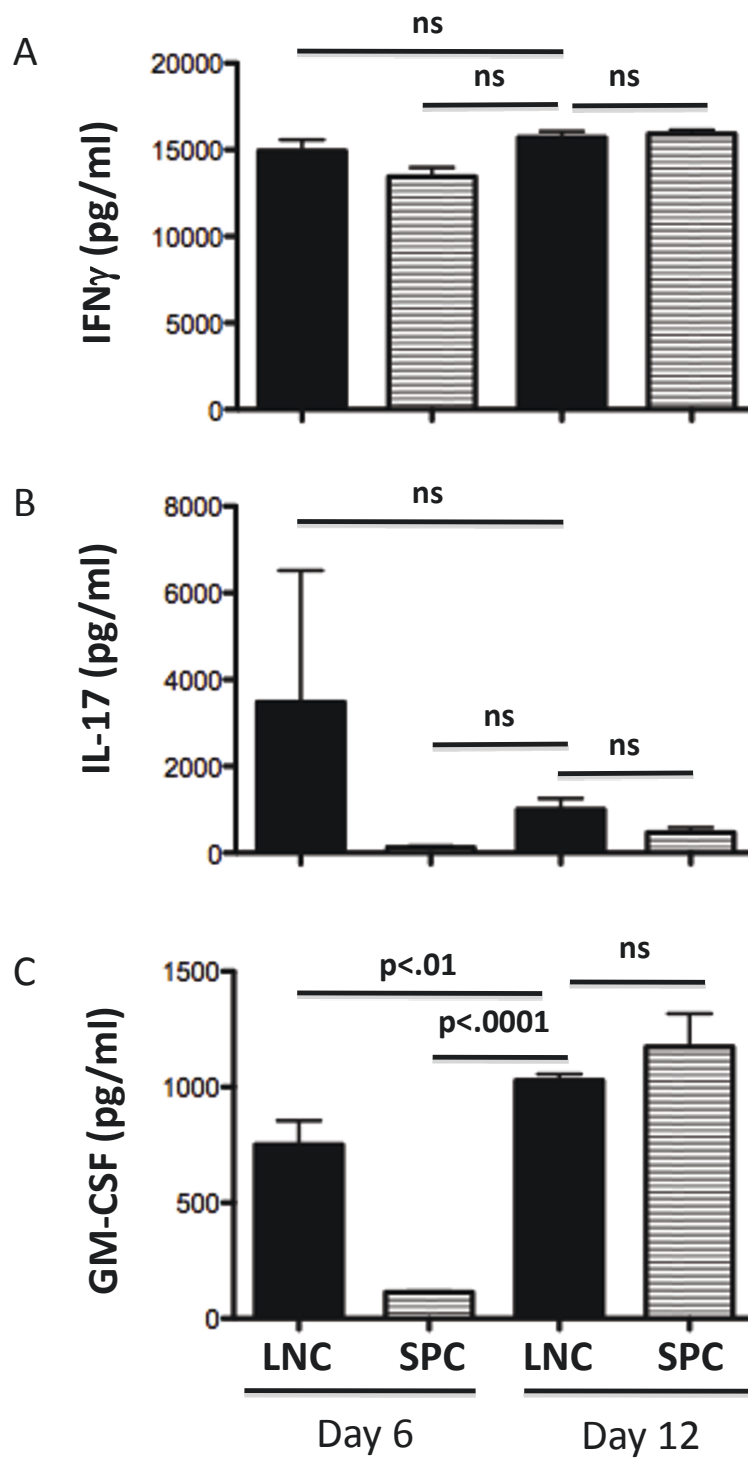 A
IFNγ (pg/ml)
20000
15000
10000
5000
0
ns
ns
ns
B
IL-17 (pg/ml)
8000
6000
4000
2000
0
ns
ns
ns
C
GM-CSF (pg/ml)
1500
1000
500
0
p<.01
ns
p<.0001
LNC SPC LNC SPC
Day 6 Day 12